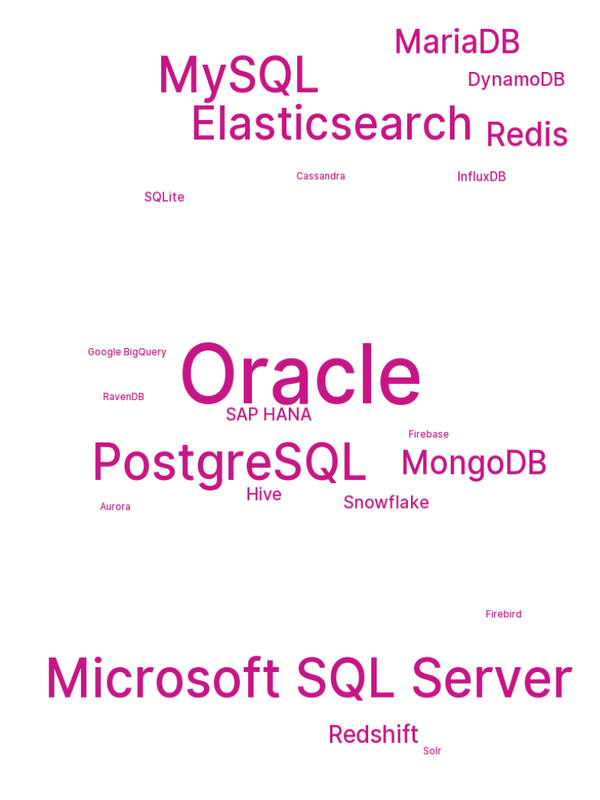 MariaDB
MySQL
DynamoDB
Elasticsearch
Redis
Cassandra
InfluxDB
SQLite
Google BigQuery
Oracle
RavenDB
SAP HANA
Firebase
PostgreSQL
MongoDB
Hive
Snowflake
Aurora
Firebird
Microsoft SQL Server
Redshift
Solr